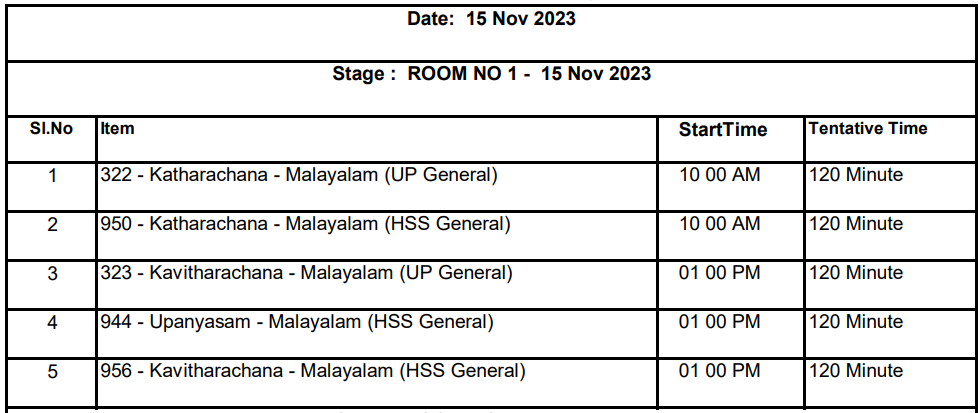 Date: 15 Nov 2023
Stage : ROOM NO 1 - 15 Nov 2023
Sl.No Item StartTime Tentative Time
1 322 - Katharachana - Malayalam (UP General) 10 00 AM 120 Minute
2 950 - Katharachana - Malayalam (HSS General) 10 00 AM 120 Minute
3 323 - Kavitharachana - Malayalam (UP General) 01 00 PM 120 Minute
4 944 - Upanyasam - Malayalam (HSS General) 01 00 PM 120 Minute
5 956 - Kavitharachana - Malayalam (HSS General) 01 00 PM 120 Minute